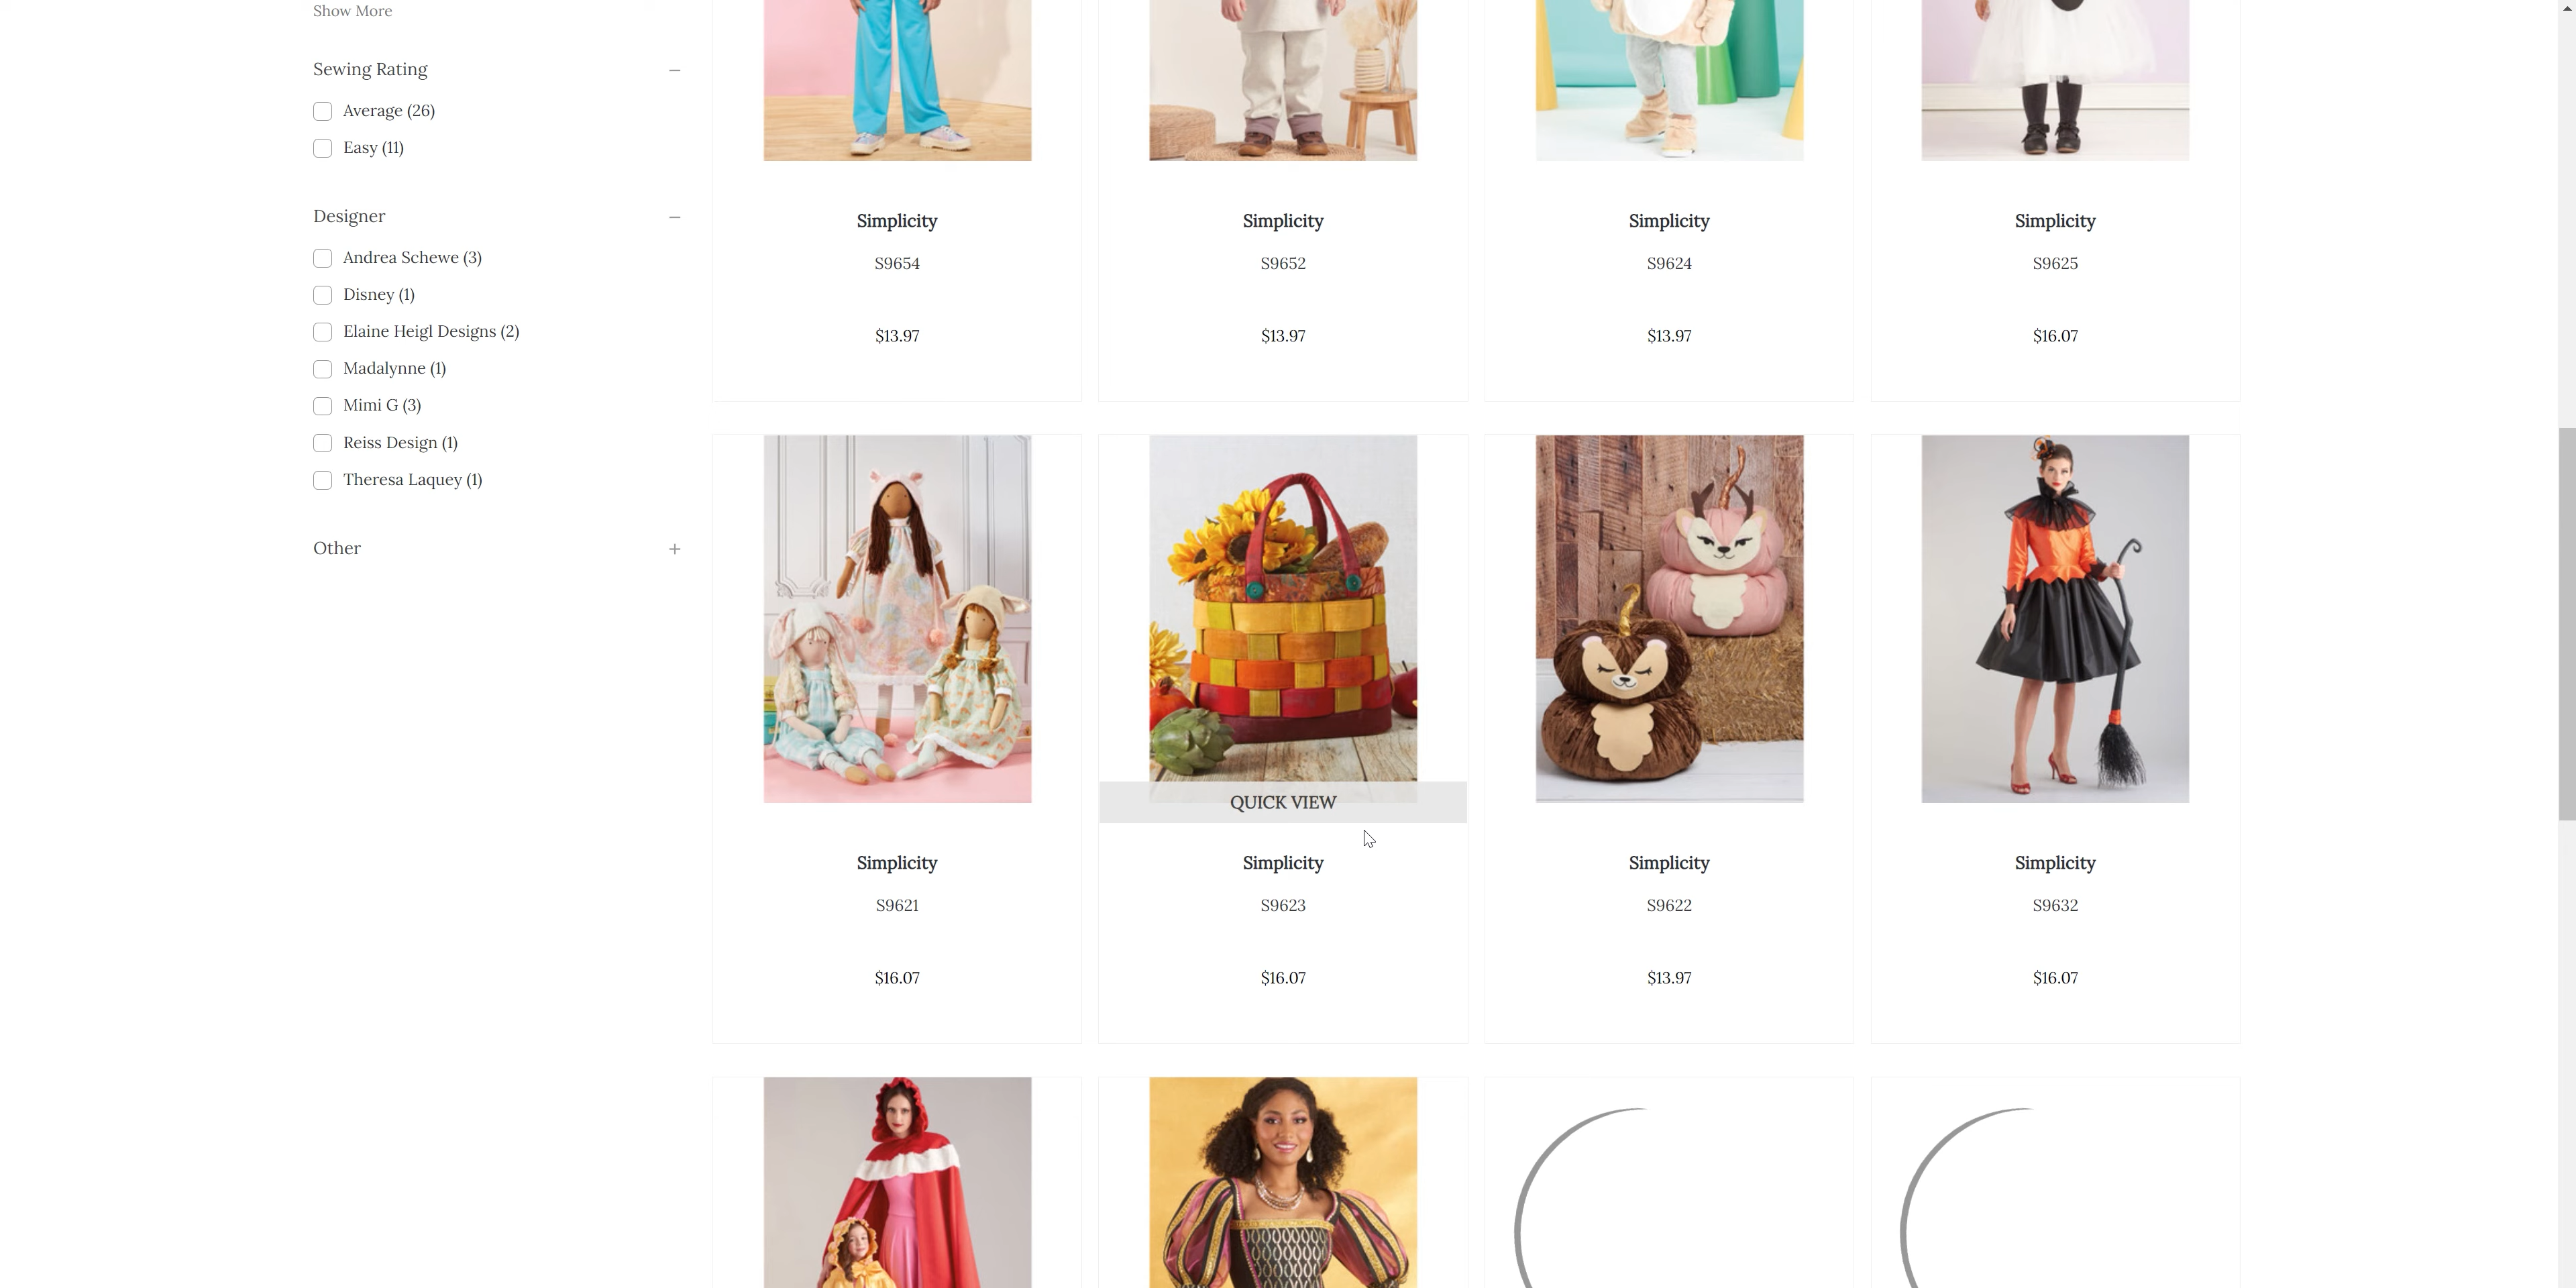 Show More
Sewing Rating
Average (26)
Easy (11)
Designer
Andrea Schewe (3)
Disney (1)
Elaine Heigl Designs (2)
Madalynne (1)
Mimi G (3)
Reiss Design (1)
Theresa Laquey (1)
Other
Simplicity
S9654
$13.97
Simplicity
S9652
$13.97
Simplicity
S9624
$13.97
Simplicity
S9625
$16.07
Simplicity
S9621
$16.07
QUICK VIEW
Simplicity
S9623
$16.07
Simplicity
S9622
$13.97
Simplicity
S9632
$16.07